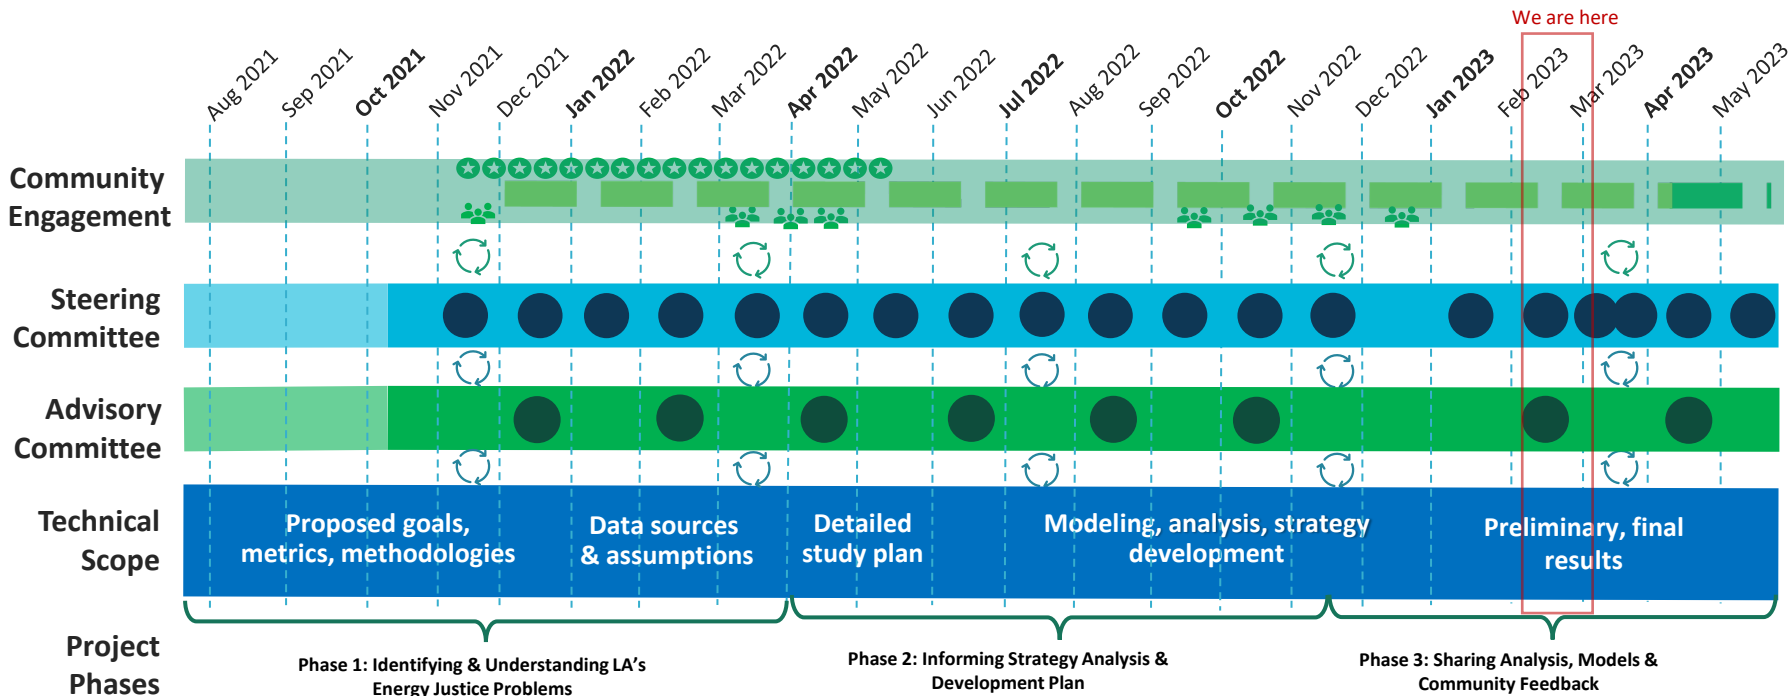 We are here
Aug 2021
Sep 2021
Oct 2021
Nov 2021
Dec 2021
Jan 2022
Feb 2022
Mar 2022
Apr 2022
May 2022
Jun 2022
Jul 2022
Aug 2022
Sep 2022
Oct 2022
Nov 2022
Dec 2022
Jan 2023
Feb 2023
Mar 2023
Apr 2023
May 2023
Community
Engagement
Steering
Committee
Advisory
Committee
Technical
Scope
Proposed goals,
metrics, methodologies
Data sources
& assumptions
Detailed
study plan
Modeling, analysis, strategy
development
Preliminary, final
results
Project
Phases
Phase 1: Identifying & Understanding LA's
Energy Justice Problems
Phase 2: Informing Strategy Analysis &
Development Plan
Phase 3: Sharing Analysis, Models &
Community Feedback